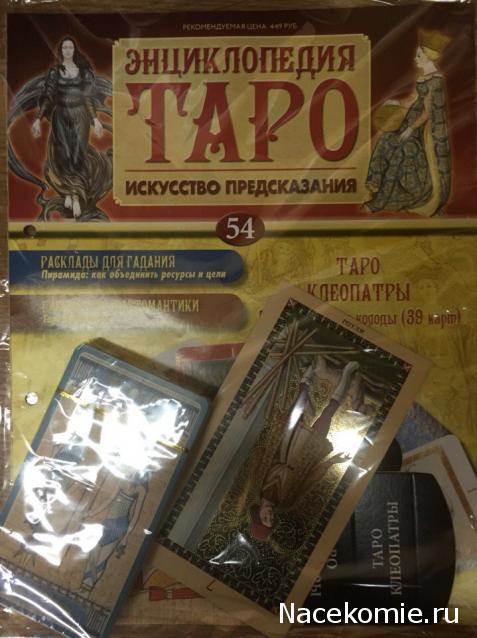 РЕКОМЕНДУЕМАЯ ЦЕНА: 449 РУБ.
ЭНЦИКЛОПЕДИЯ
ТАРО
ИСКУССТВО ПРЕДСКАЗАНИЯ
54
РАСКЛАДЫ ДЛЯ ГАДАНИЯ
Пирамида: как объединить ресурсы и цели
ТАРО
КЛЕОПАТРЫ
колоды (39 карт)
ТАРО
КЛЕОПАТРЫ
Nacekomie.ru